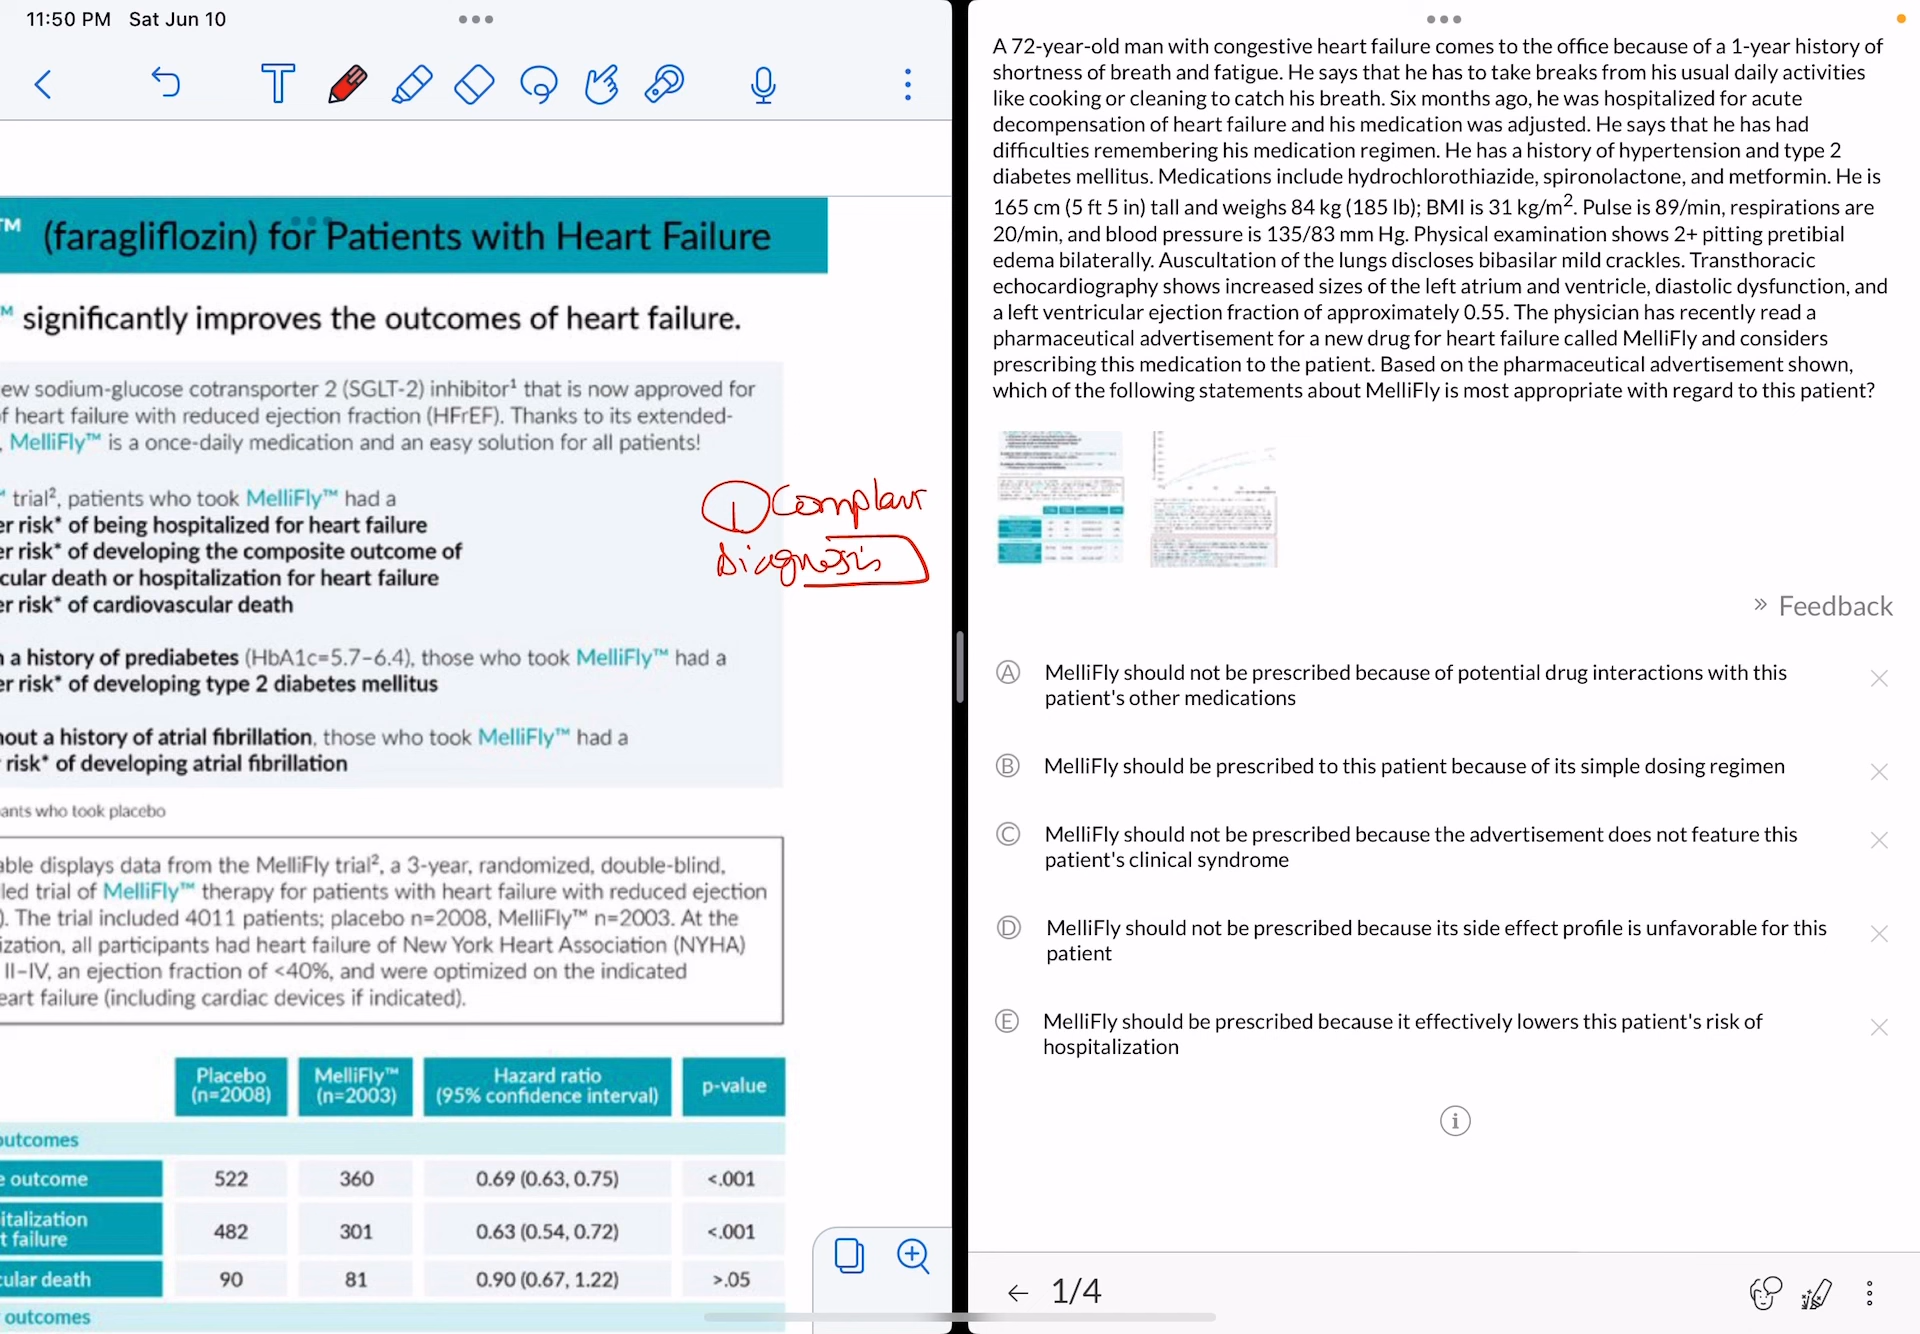 11:50 PM Sat Jun 10
TM (faragliflozin) for Patients with Heart Failure
TM significantly improves the outcomes of heart failure.
ew sodium-glucose cotransporter 2 (SGLT-2) inhibitor¹ that is now approved for
of heart failure with reduced ejection fraction (HFrEF). Thanks to its extended-
, MelliFly™ is a once-daily medication and an easy solution for all patients!
trial², patients who took MelliFly™ had a
er risk* of being hospitalized for heart failure
er risk* of developing the composite outcome of
cular death or hospitalization for heart failure
er risk* of cardiovascular death
a history of prediabetes (HbA1c=5.7–6.4), those who took MelliFly™ had a
er risk* of developing type 2 diabetes mellitus
hout a history of atrial fibrillation, those who took MelliFly™ had a
risk* of developing atrial fibrillation
ants who took placebo
① Complaur
Diagnosis
able displays data from the MelliFly trial², a 3-year, randomized, double-blind,
led trial of MelliFly™ therapy for patients with heart failure with reduced ejection
). The trial included 4011 patients; placebo n=2008, MelliFly™ n=2003. At the
ization, all participants had heart failure of New York Heart Association (NYHA)
II–IV, an ejection fraction of <40%, and were optimized on the indicated
eart failure (including cardiac devices if indicated).
Placebo (n=2008) MelliFly™ (n=2003) Hazard ratio (95% confidence interval) p-value
outcomes
e outcome 522 360 0.69 (0.63, 0.75) <.001
italization t failure 482 301 0.63 (0.54, 0.72) <.001
cular death 90 81 0.90 (0.67, 1.22) >.05
outcomes
A 72-year-old man with congestive heart failure comes to the office because of a 1-year history of
shortness of breath and fatigue. He says that he has to take breaks from his usual daily activities
like cooking or cleaning to catch his breath. Six months ago, he was hospitalized for acute
decompensation of heart failure and his medication was adjusted. He says that he has had
difficulties remembering his medication regimen. He has a history of hypertension and type 2
diabetes mellitus. Medications include hydrochlorothiazide, spironolactone, and metformin. He is
165 cm (5 ft 5 in) tall and weighs 84 kg (185 lb); BMI is 31 kg/m². Pulse is 89/min, respirations are
20/min, and blood pressure is 135/83 mm Hg. Physical examination shows 2+ pitting pretibial
edema bilaterally. Auscultation of the lungs discloses bibasilar mild crackles. Transthoracic
echocardiography shows increased sizes of the left atrium and ventricle, diastolic dysfunction, and
a left ventricular ejection fraction of approximately 0.55. The physician has recently read a
pharmaceutical advertisement for a new drug for heart failure called MelliFly and considers
prescribing this medication to the patient. Based on the pharmaceutical advertisement shown,
which of the following statements about MelliFly is most appropriate with regard to this patient?
» Feedback
A MelliFly should not be prescribed because of potential drug interactions with this
patient's other medications
B MelliFly should be prescribed to this patient because of its simple dosing regimen
C MelliFly should not be prescribed because the advertisement does not feature this
patient's clinical syndrome
D MelliFly should not be prescribed because its side effect profile is unfavorable for this
patient
E MelliFly should be prescribed because it effectively lowers this patient's risk of
hospitalization
1/4